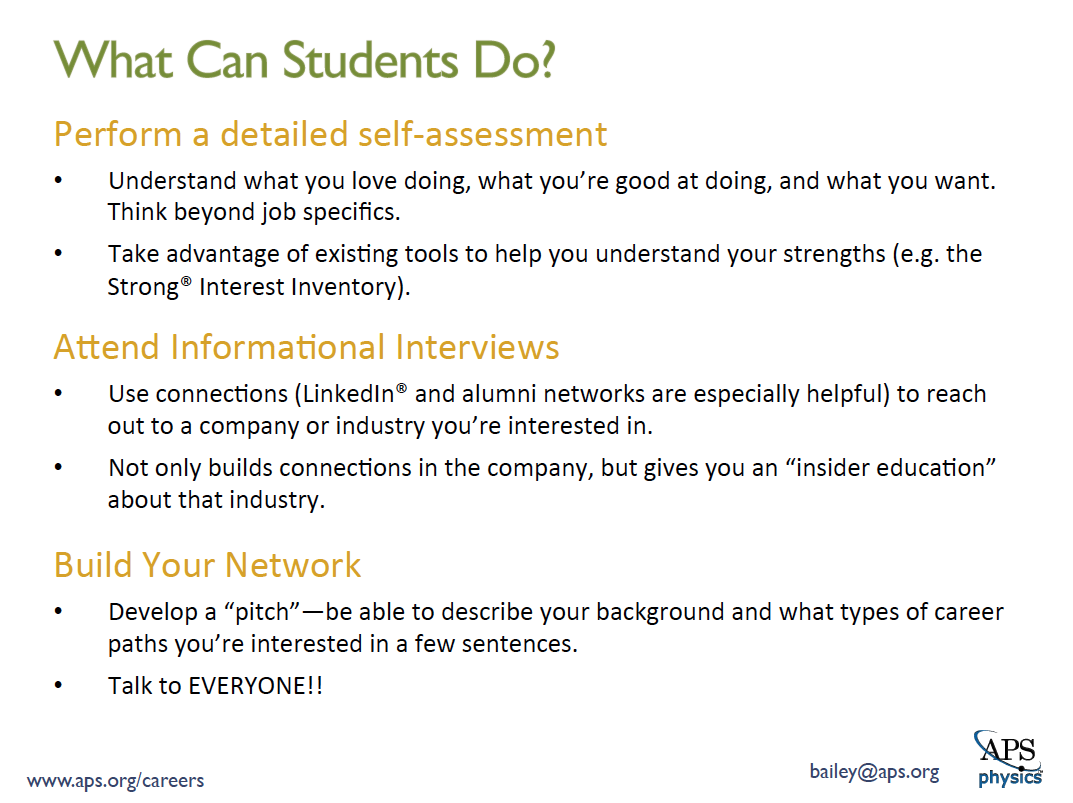 What Can Students Do?
Perform a detailed self-assessment
• Understand what you love doing, what you’re good at doing, and what you want.
Think beyond job specifics.
• Take advantage of existing tools to help you understand your strengths (e.g. the
Strong® Interest Inventory).
Attend Informational Interviews
• Use connections (LinkedIn® and alumni networks are especially helpful) to reach
out to a company or industry you’re interested in.
• Not only builds connections in the company, but gives you an “insider education”
about that industry.
Build Your Network
• Develop a “pitch”—be able to describe your background and what types of career
paths you’re interested in a few sentences.
• Talk to EVERYONE!!
www.aps.org/careers
bailey@aps.org
APS
physics™